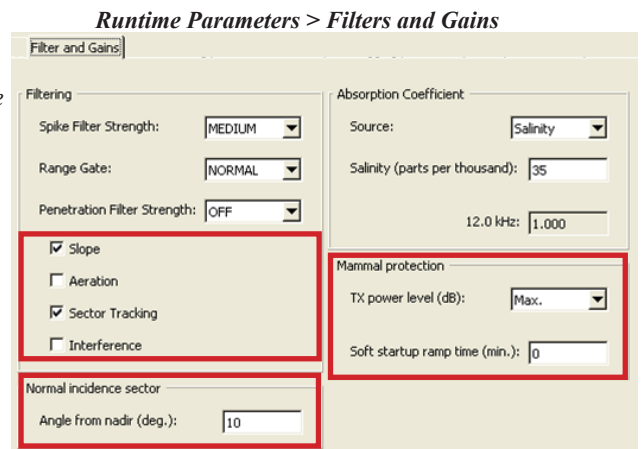 Runtime Parameters > Filters and Gains
Filter and Gains
e
Filtering
Spike Filter Strength: MEDIUM
Range Gate: NORMAL
Penetration Filter Strength: OFF
Slope
Aeration
Sector Tracking
Interference
Normal incidence sector
Angle from nadir (deg.): 10
Absorption Coefficient
Source: Salinity
Salinity (parts per thousand): 35
12.0 kHz: 1.000
Mammal protection
TX power level (dB): Max.
Soft startup ramp time (min.): 0